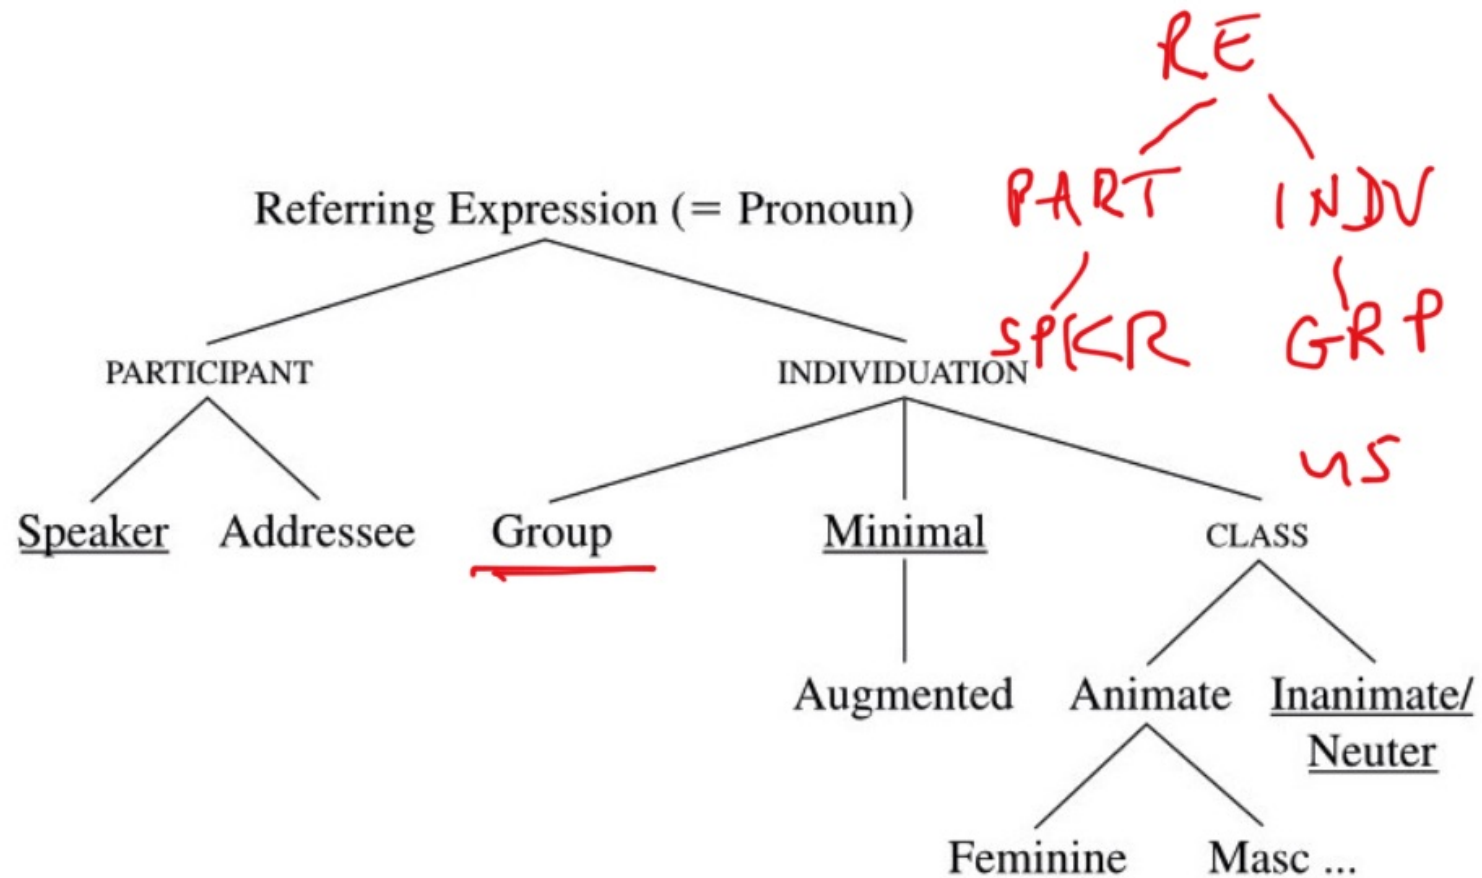 RE
PART INDV
Referring Expression (= Pronoun)
SPKR GRP
PARTICIPANT INDIVIDUATION
us
Speaker Addressee Group Minimal CLASS
Augmented Animate Inanimate/
Neuter
Feminine Masc ...